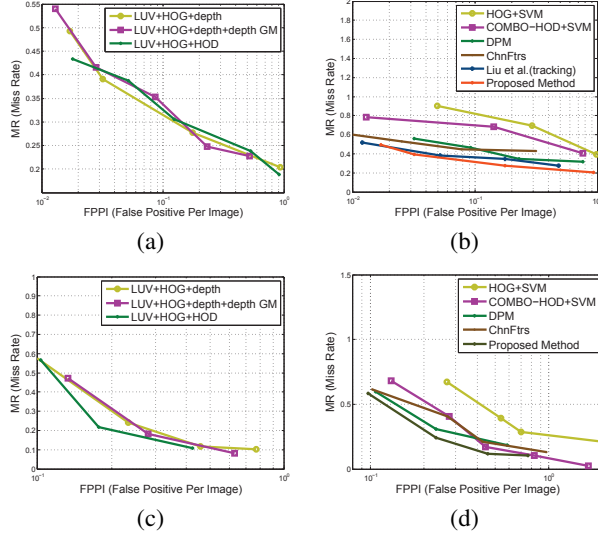 0.55
0.5
0.45
0.4
0.35
0.3
0.25
0.2
MR (Miss Rate)
LUV+HOG+depth
LUV+HOG+depth+depth GM
LUV+HOG+HOD
10⁻² 10⁻¹ 10⁰
FPPI (False Positive Per Image)
(a)
2
1.8
1.6
1.4
1.2
1
0.8
0.6
0.4
0.2
0
MR (Miss Rate)
HOG+SVM
COMBO-HOD+SVM
DPM
ChnFtrs
Liu et al.(tracking)
Proposed Method
10⁻² 10⁻¹ 10⁰
FPPI (False Positive Per Image)
(b)
1
0.9
0.8
0.7
0.6
0.5
0.4
0.3
0.2
0.1
0
MR (Miss Rate)
LUV+HOG+depth
LUV+HOG+depth+depth GM
LUV+HOG+HOD
10⁻¹ 10⁰
FPPI (False Positive Per Image)
(c)
1.5
1
0.5
0
MR (Miss Rate)
HOG+SVM
COMBO-HOD+SVM
DPM
ChnFtrs
Proposed Method
10⁻¹ 10⁰
FPPI (False Positive Per Image)
(d)